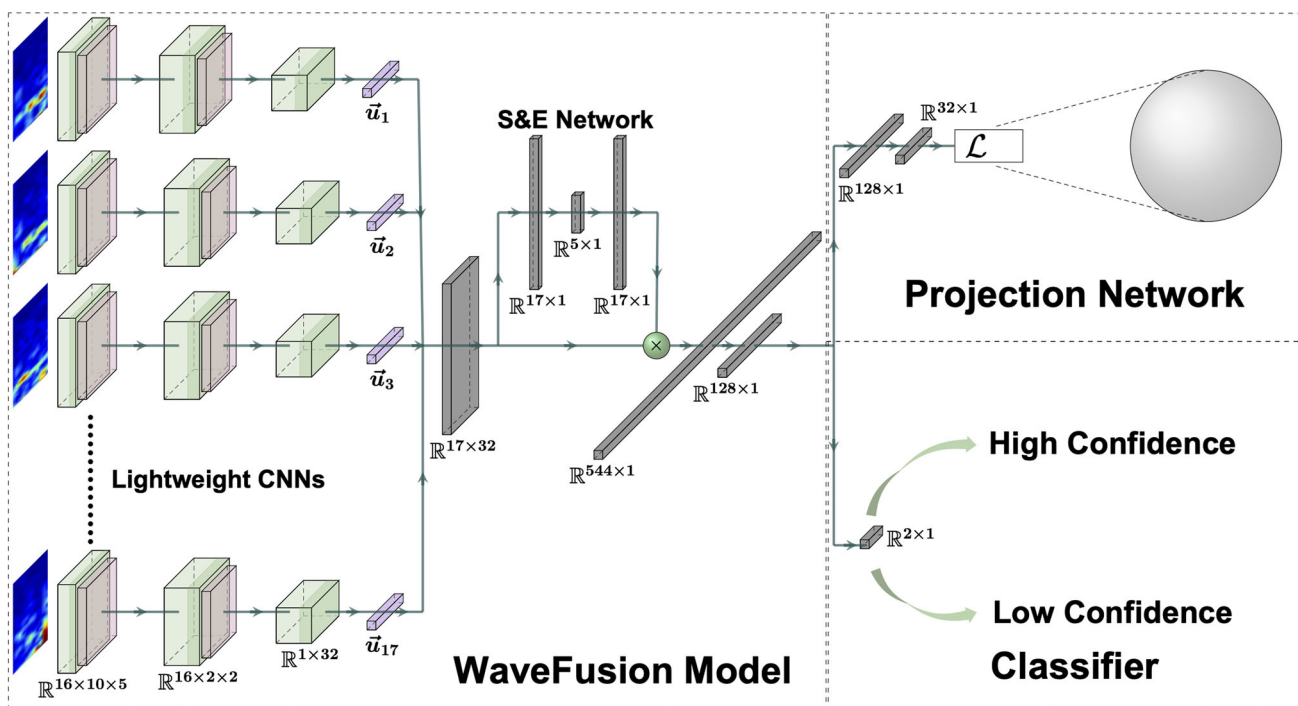 S&E Network
ℝ^{32×1}
ℒ
ℝ^{128×1}
u⃗_1
u⃗_2
ℝ^{5×1}
ℝ^{17×1}
ℝ^{17×1}
Projection Network
u⃗_3
×
ℝ^{128×1}
ℝ^{17×32}
ℝ^{544×1}
Lightweight CNNs
High Confidence
ℝ^{2×1}
Low Confidence
u⃗_{17}
ℝ^{16×10×5}
ℝ^{16×2×2}
ℝ^{1×32}
WaveFusion Model
Classifier